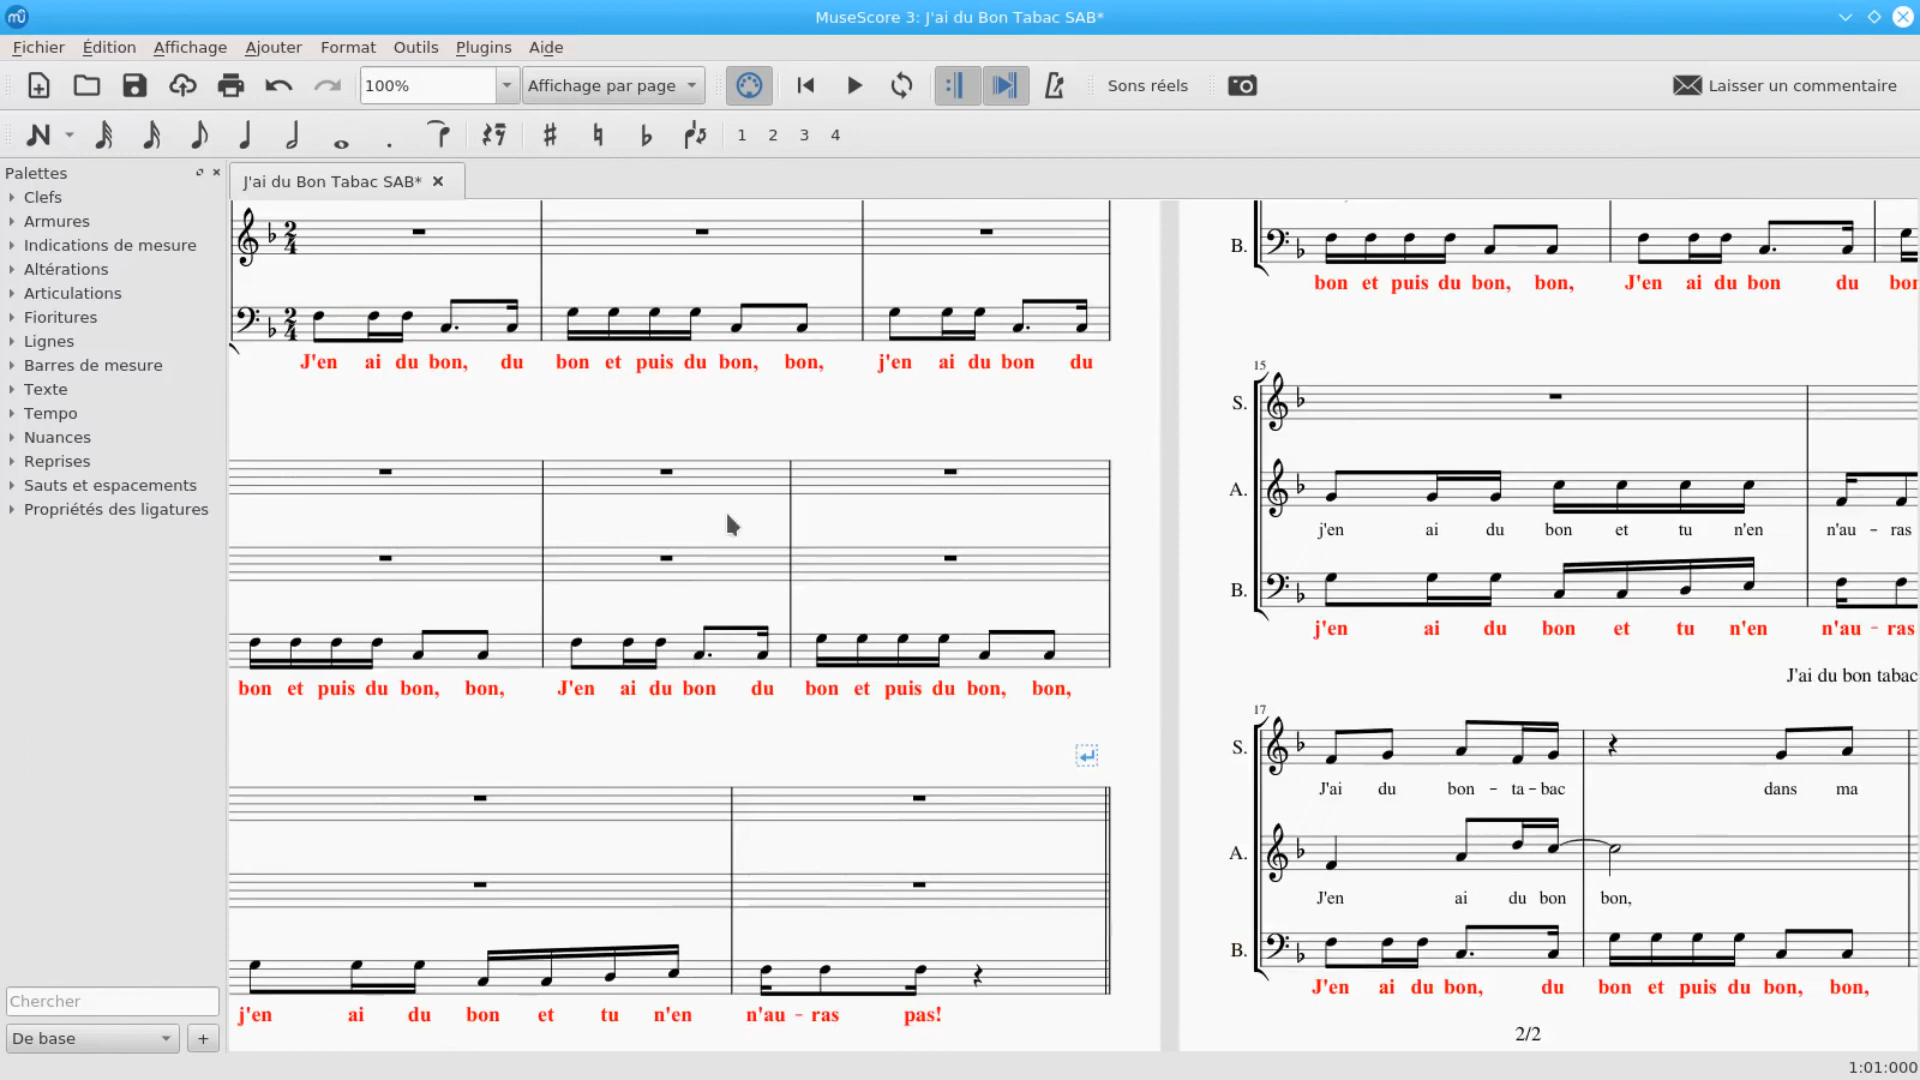 MuseScore 3: J'ai du Bon Tabac SAB*
Fichier Édition Affichage Ajouter Format Outils Plugins Aide
100% Affichage par page Sons réels Laisser un commentaire
1 2 3 4
Palettes
Clefs
Armures
Indications de mesure
Altérations
Articulations
Fioritures
Lignes
Barres de mesure
Texte
Tempo
Nuances
Reprises
Sauts et espacements
Propriétés des ligatures
Chercher
De base +
J'ai du Bon Tabac SAB*
2 4
2 4
J'en ai du bon, du bon et puis du bon, bon, j'en ai du bon du
bon et puis du bon, bon, J'en ai du bon du bon et puis du bon, bon,
j'en ai du bon et tu n'en n'au - ras pas!
B.
bon et puis du bon, bon, J'en ai du bon du bon
15
S.
A.
j'en ai du bon et tu n'en n'au - ras
B.
j'en ai du bon et tu n'en n'au - ras
J'ai du bon tabac
17
S.
J'ai du bon - ta - bac dans ma
A.
J'en ai du bon bon,
B.
J'en ai du bon, du bon et puis du bon, bon,
2/2
1:01:000